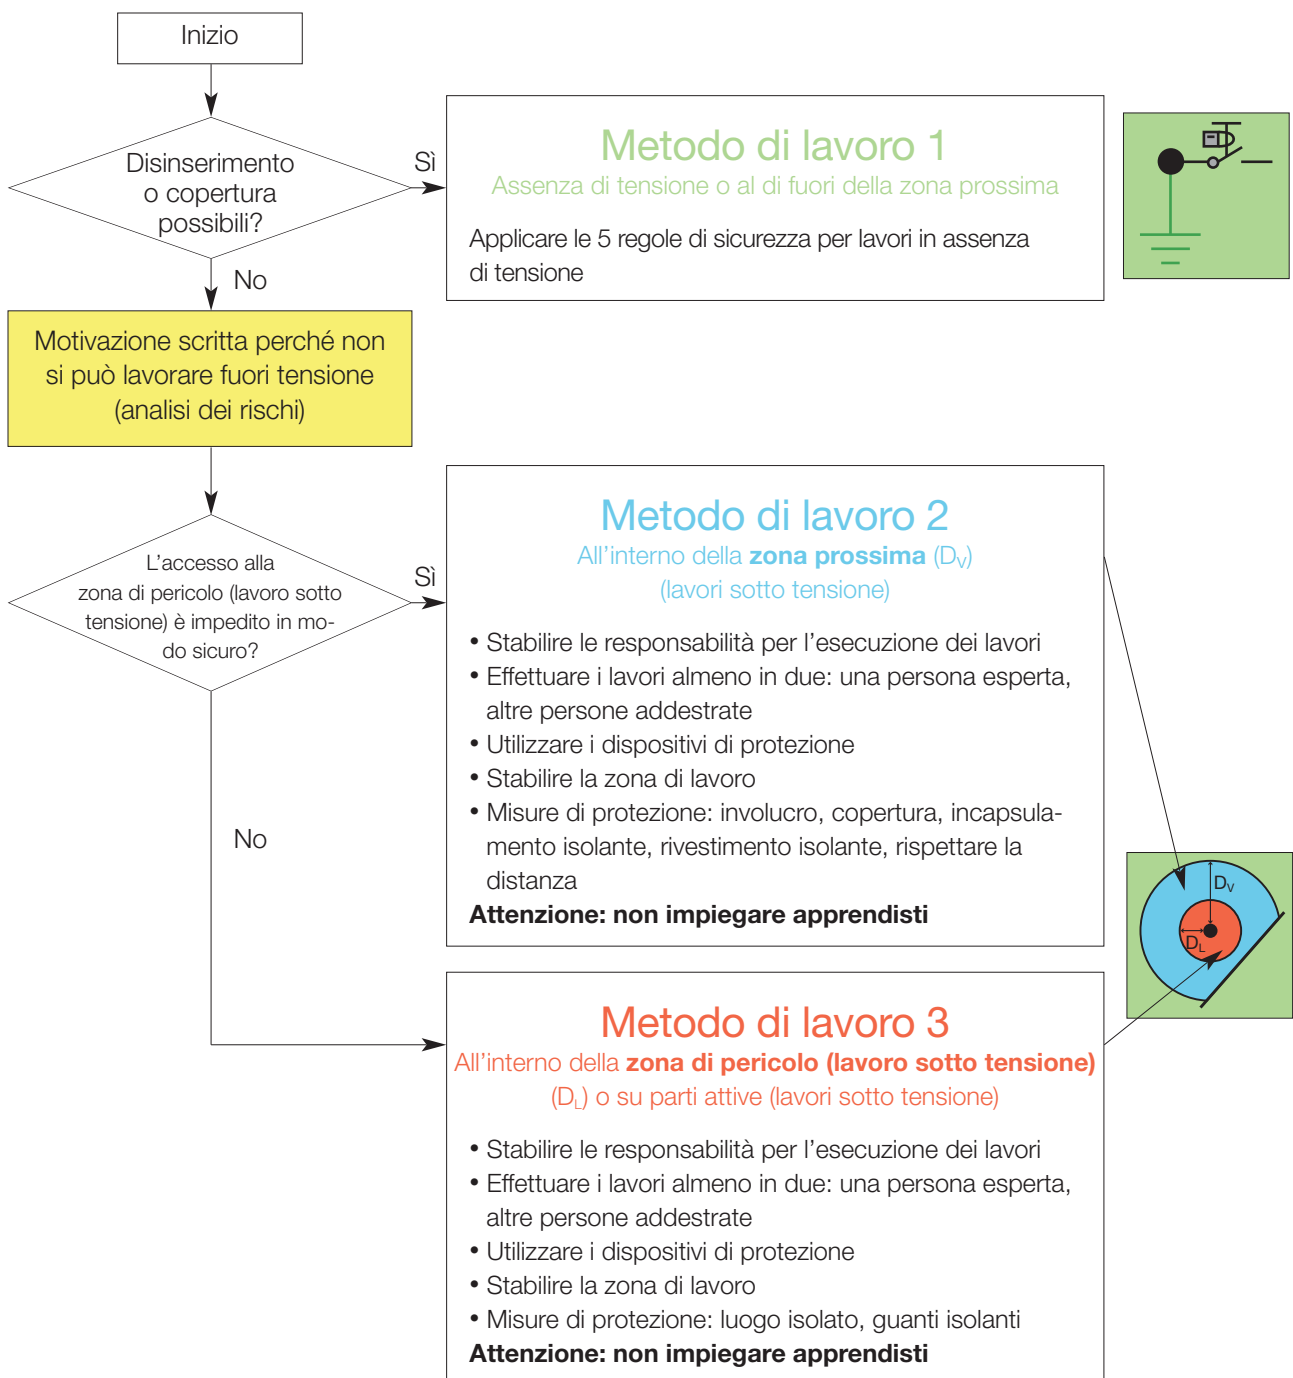 Inizio
Disinserimento
o copertura
possibili?
Sì
Metodo di lavoro 1
Assenza di tensione o al di fuori della zona prossima
Applicare le 5 regole di sicurezza per lavori in assenza
di tensione
No
Motivazione scritta perché non
si può lavorare fuori tensione
(analisi dei rischi)
L'accesso alla
zona di pericolo (lavoro sotto
tensione) è impedito in mo-
do sicuro?
Sì
Metodo di lavoro 2
All'interno della zona prossima (DV)
(lavori sotto tensione)
• Stabilire le responsabilità per l'esecuzione dei lavori
• Effettuare i lavori almeno in due: una persona esperta,
altre persone addestrate
• Utilizzare i dispositivi di protezione
• Stabilire la zona di lavoro
• Misure di protezione: involucro, copertura, incapsula-
mento isolante, rivestimento isolante, rispettare la
distanza
Attenzione: non impiegare apprendisti
No
DV
DL
Metodo di lavoro 3
All'interno della zona di pericolo (lavoro sotto tensione)
(DL) o su parti attive (lavori sotto tensione)
• Stabilire le responsabilità per l'esecuzione dei lavori
• Effettuare i lavori almeno in due: una persona esperta,
altre persone addestrate
• Utilizzare i dispositivi di protezione
• Stabilire la zona di lavoro
• Misure di protezione: luogo isolato, guanti isolanti
Attenzione: non impiegare apprendisti